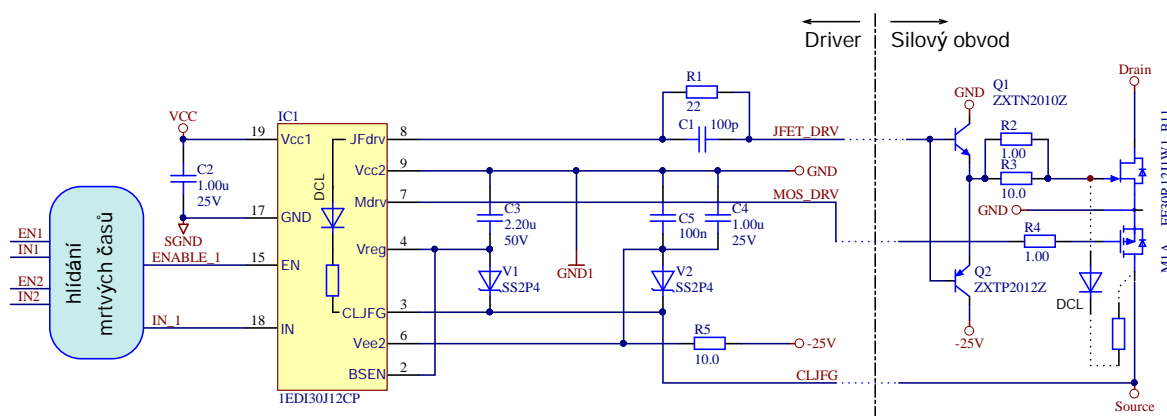 Driver
Silový obvod
R1
22
C1
100p
Q1
ZXTN2010Z
Drain
VCC
IC1
GND
19
Vcc1
JFdrv
8
JFET_DRV
R2
1.00
C2
1.00u
25V
DCL
Vcc2
9
GND
R3
10.0
hlídání
mrtvých časů
17
GND
Mdrv
7
MOS_DRV
GND
SGND
C3
2.20u
50V
C5
100n
C4
1.00u
25V
R4
1.00
EN1
IN1
ENABLE_1
15
EN
Vreg
4
GND1
Q2
ZXTP2012Z
EN2
IN2
V1
SS2P4
V2
SS2P4
DCL
IN_1
18
IN
CLJFG
3
Vee2
6
R5
10.0
-25V
-25V
BSEN
2
CLJFG
1EDI30J12CP
Source